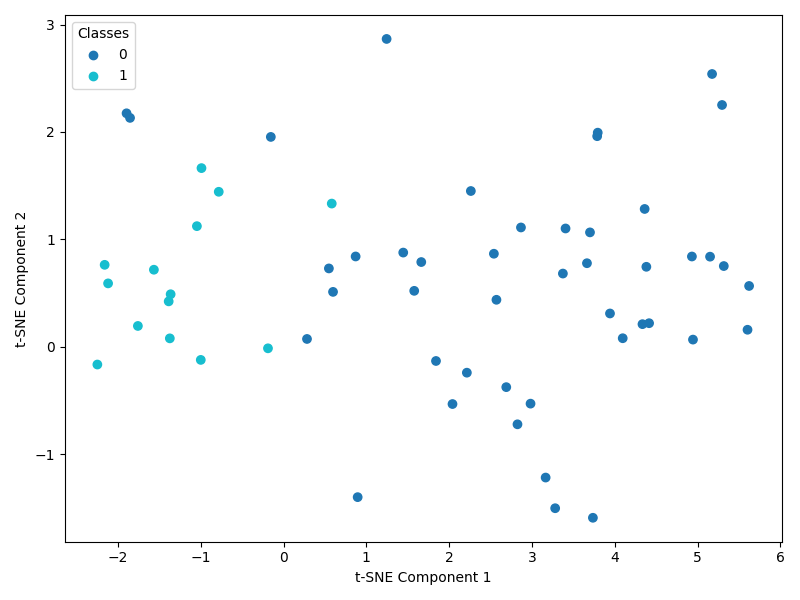 Classes
0
1
3
2
1
0
−1
t-SNE Component 2
−2 −1 0 1 2 3 4 5 6
t-SNE Component 1